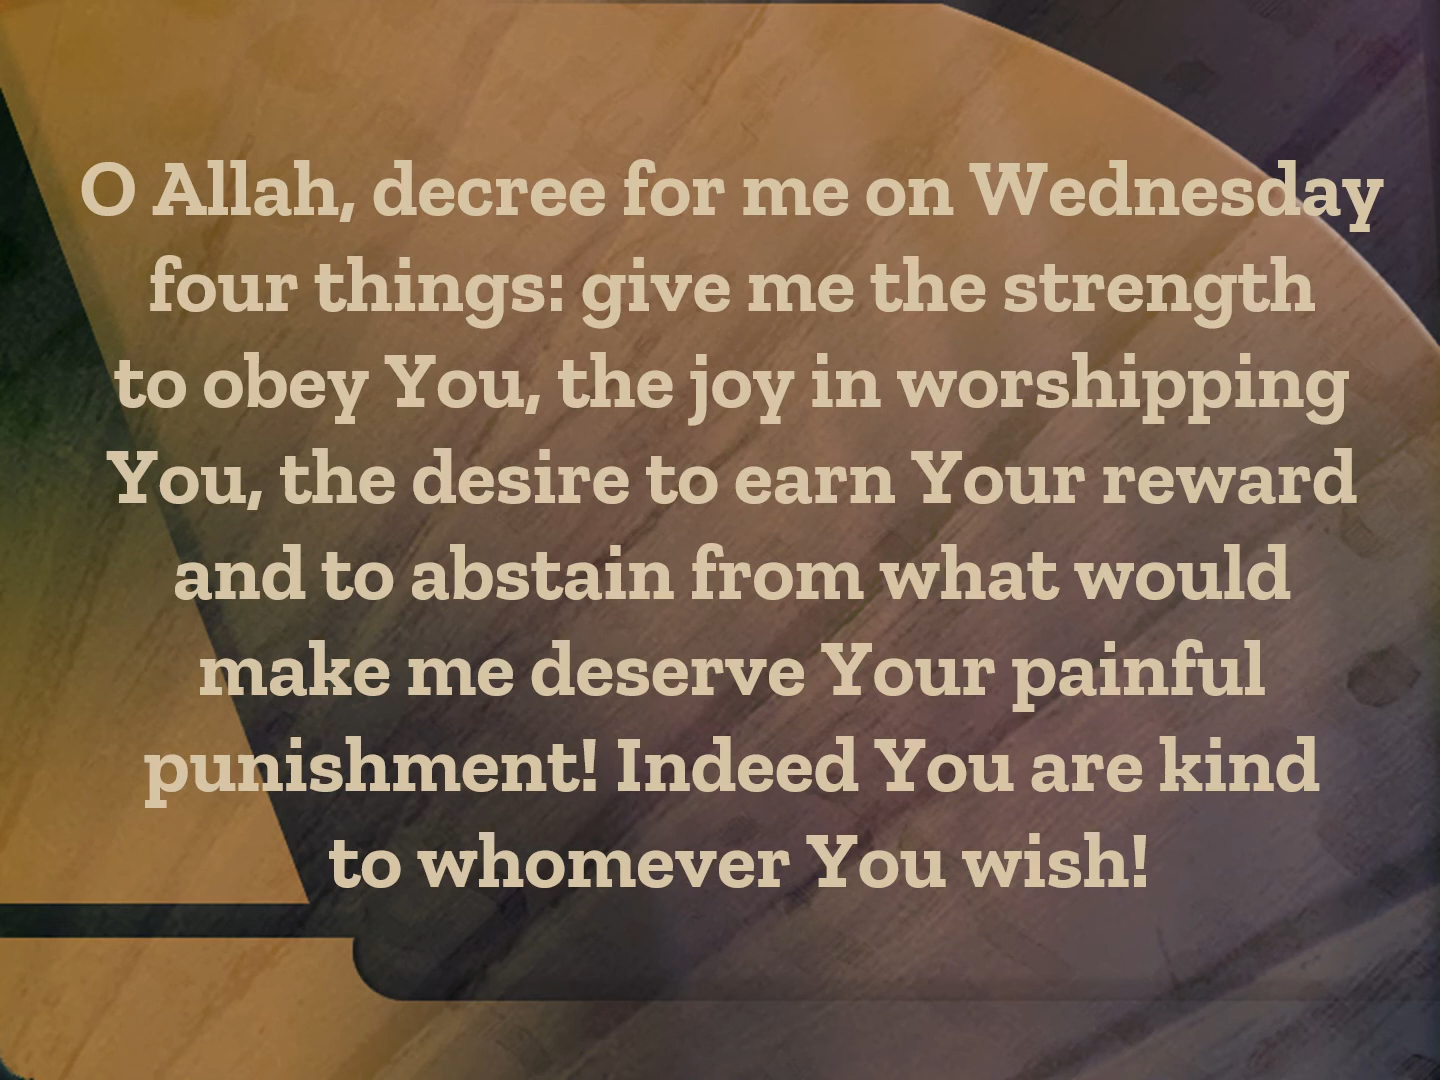 O Allah, decree for me on Wednesday
four things: give me the strength
to obey You, the joy in worshipping
You, the desire to earn Your reward
and to abstain from what would
make me deserve Your painful
punishment! Indeed You are kind
to whomever You wish!